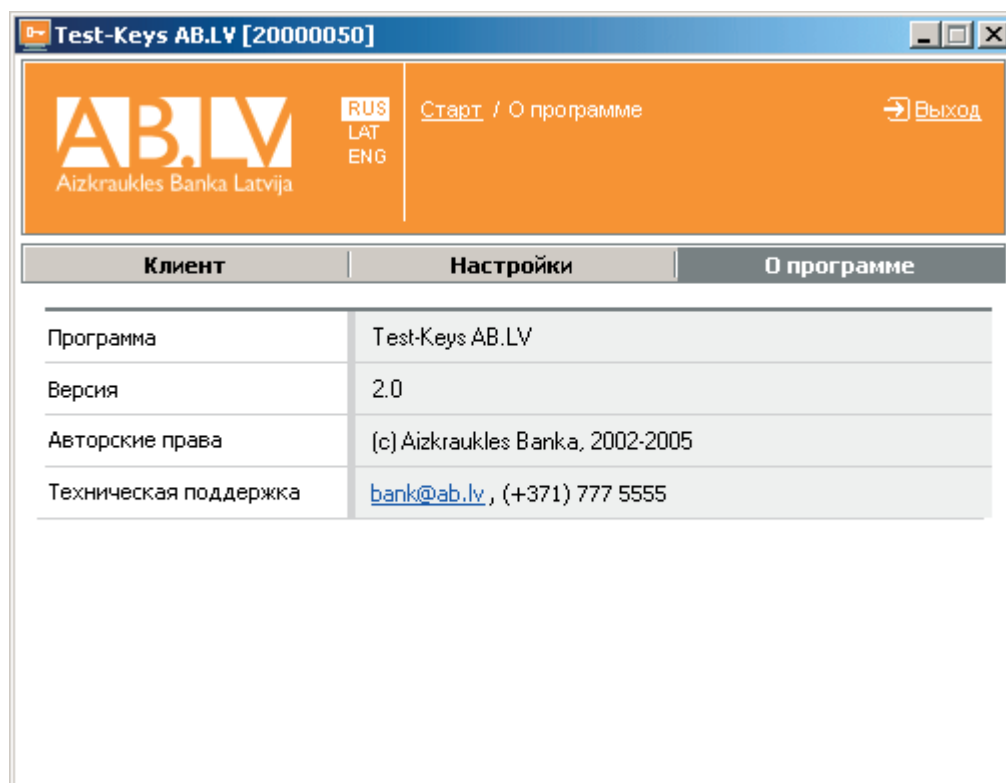 Test-Keys AB.LV [20000050]
AB.LV
Aizkraukles Banka Latvija
RUS
LAT
ENG
Старт / О программе
Выход
Клиент Настройки О программе
Программа Test-Keys AB.LV
Версия 2.0
Авторские права (c) Aizkraukles Banka, 2002-2005
Техническая поддержка bank@ab.lv , (+371) 777 5555